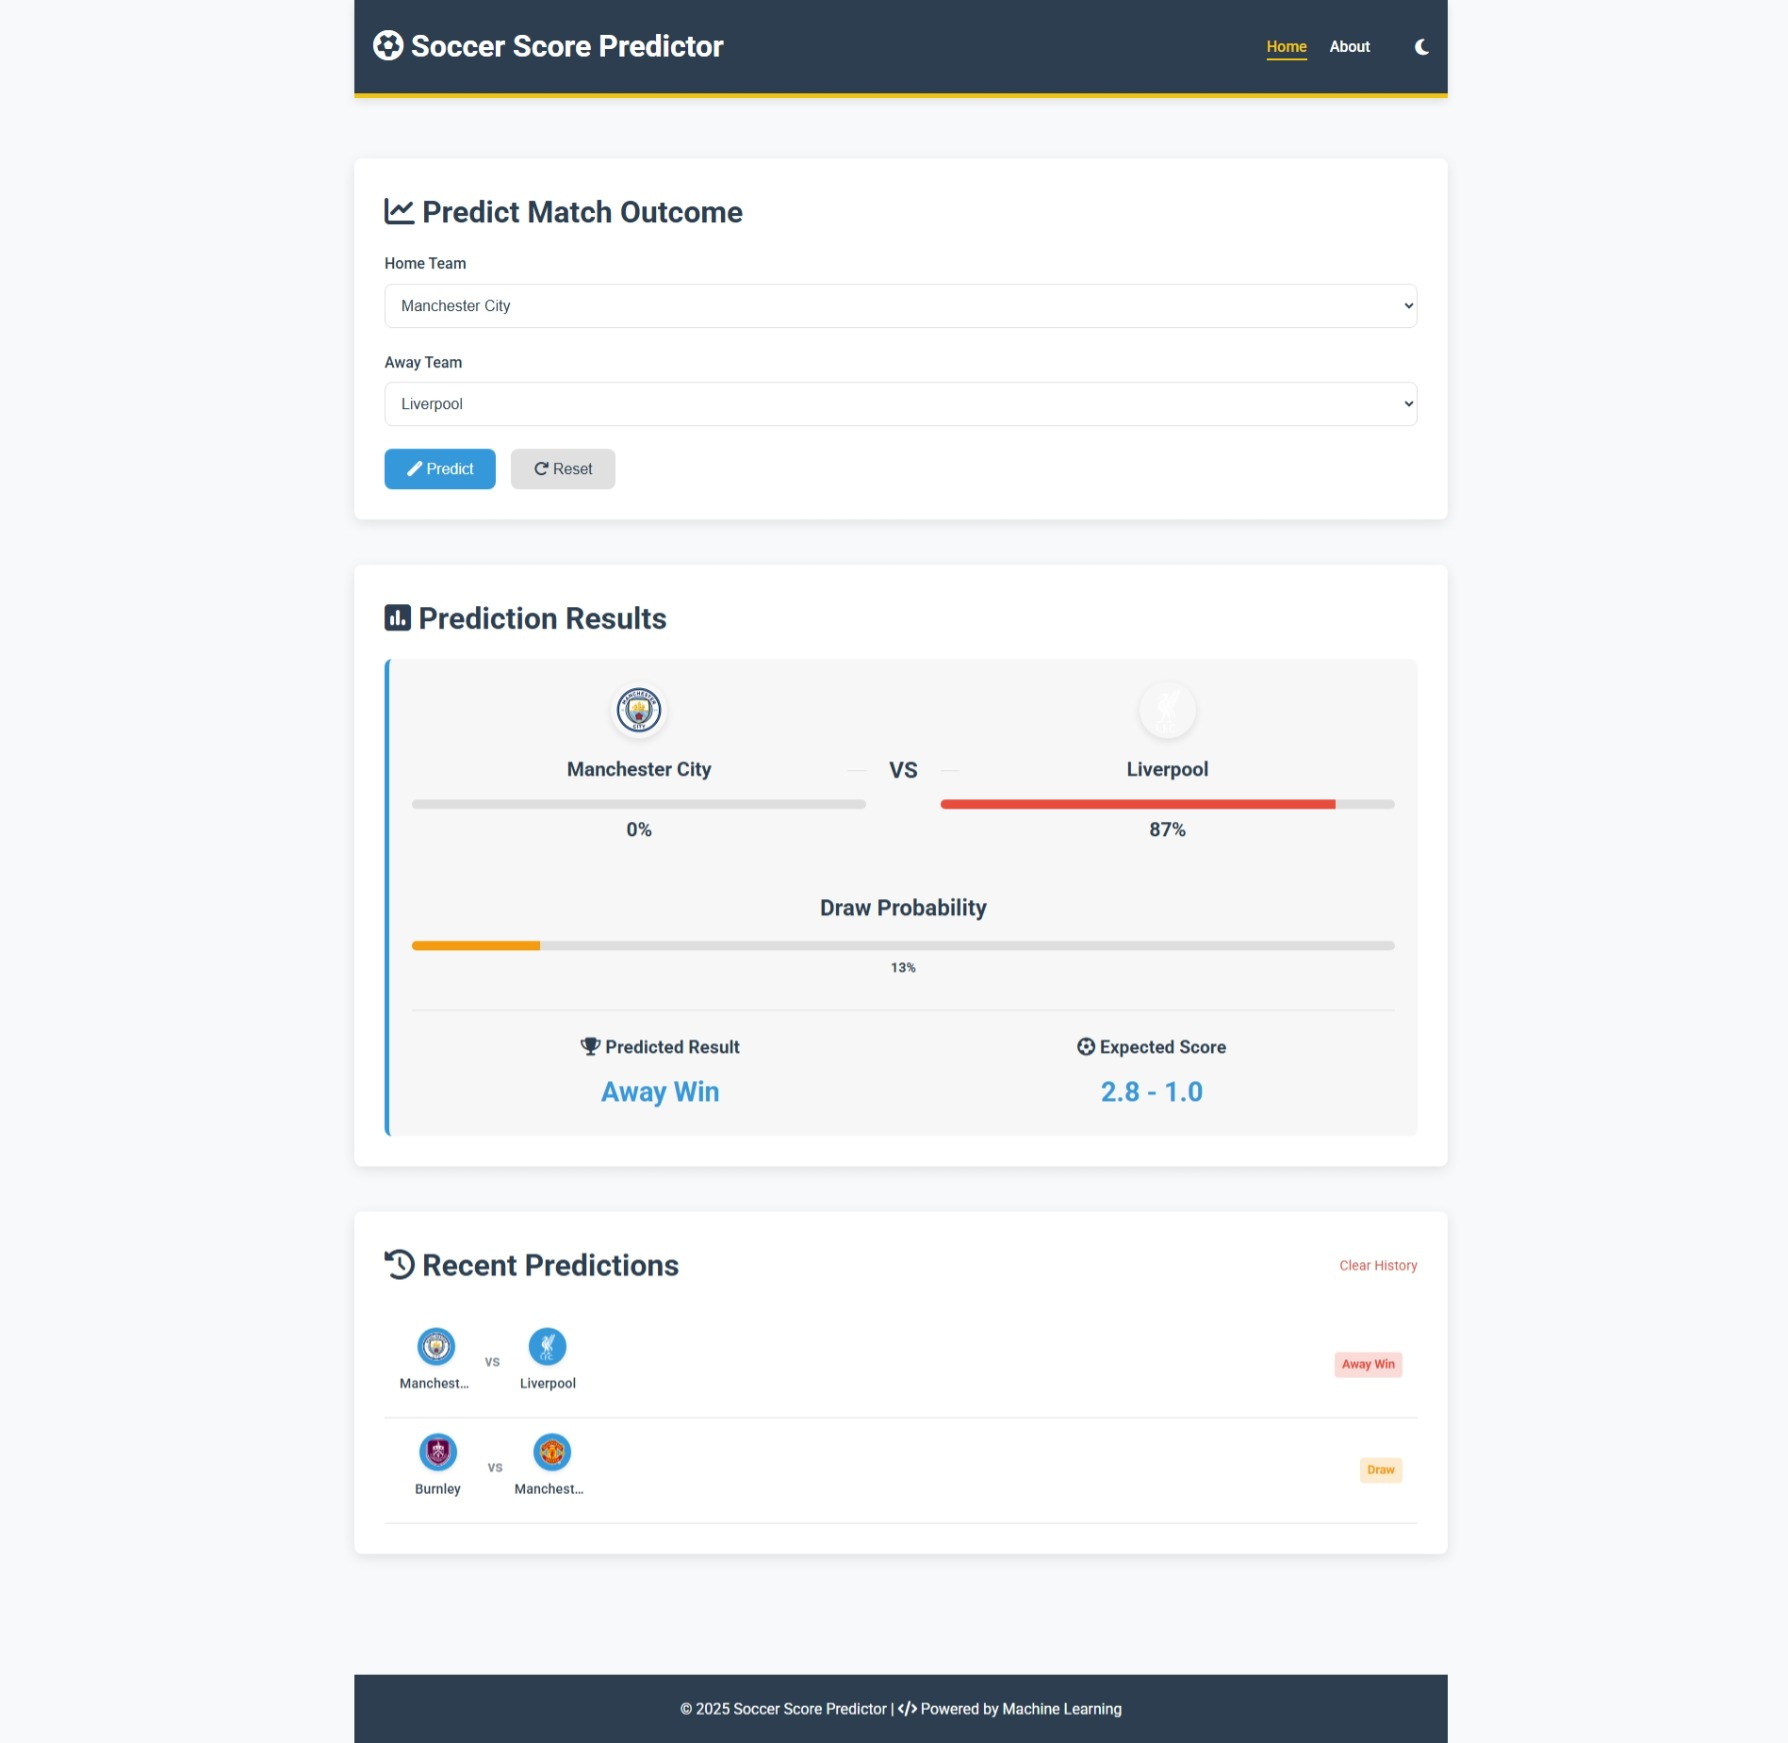 Soccer Score Predictor
Home About
Predict Match Outcome
Home Team
Manchester City
Away Team
Liverpool
Predict Reset
Prediction Results
MANCHESTER
CITY
Manchester City VS Liverpool
0% 87%
Draw Probability
13%
Predicted Result Expected Score
Away Win 2.8 - 1.0
Recent Predictions Clear History
Manchest... vs Liverpool Away Win
Burnley vs Manchest... Draw
© 2025 Soccer Score Predictor | </> Powered by Machine Learning